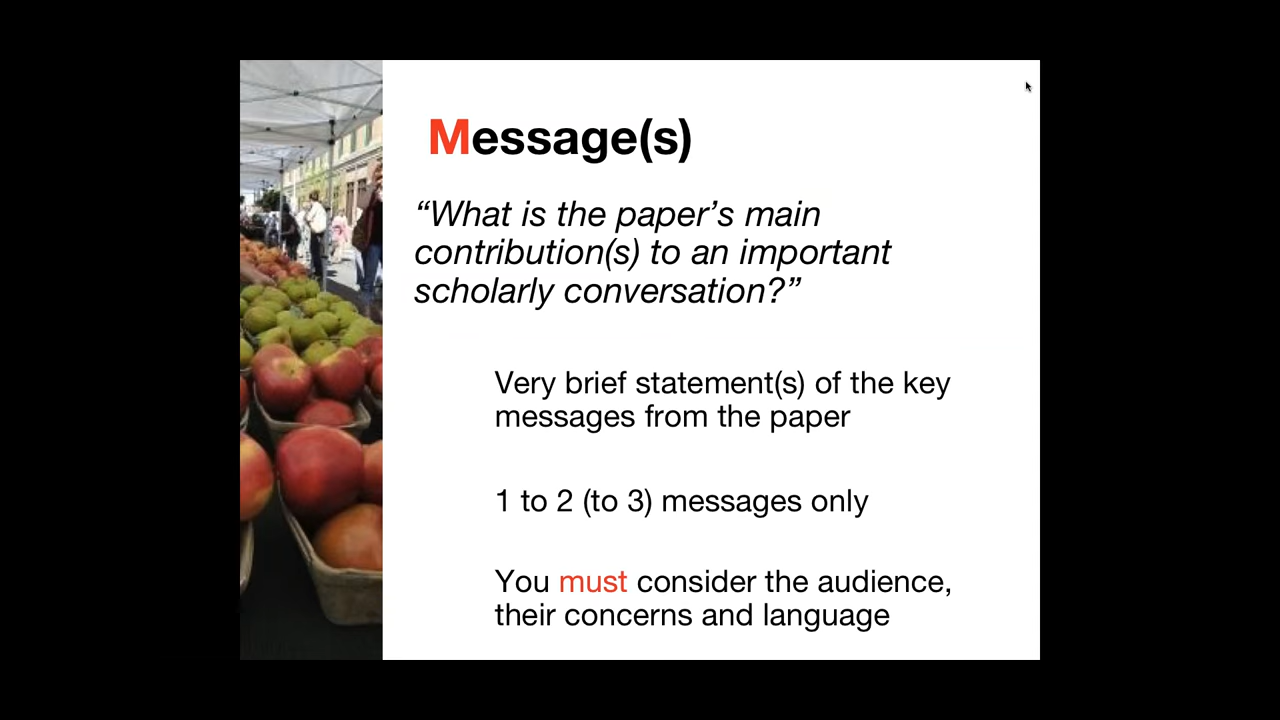 Message(s)
“What is the paper’s main
contribution(s) to an important
scholarly conversation?”
Very brief statement(s) of the key
messages from the paper
1 to 2 (to 3) messages only
You must consider the audience,
their concerns and language